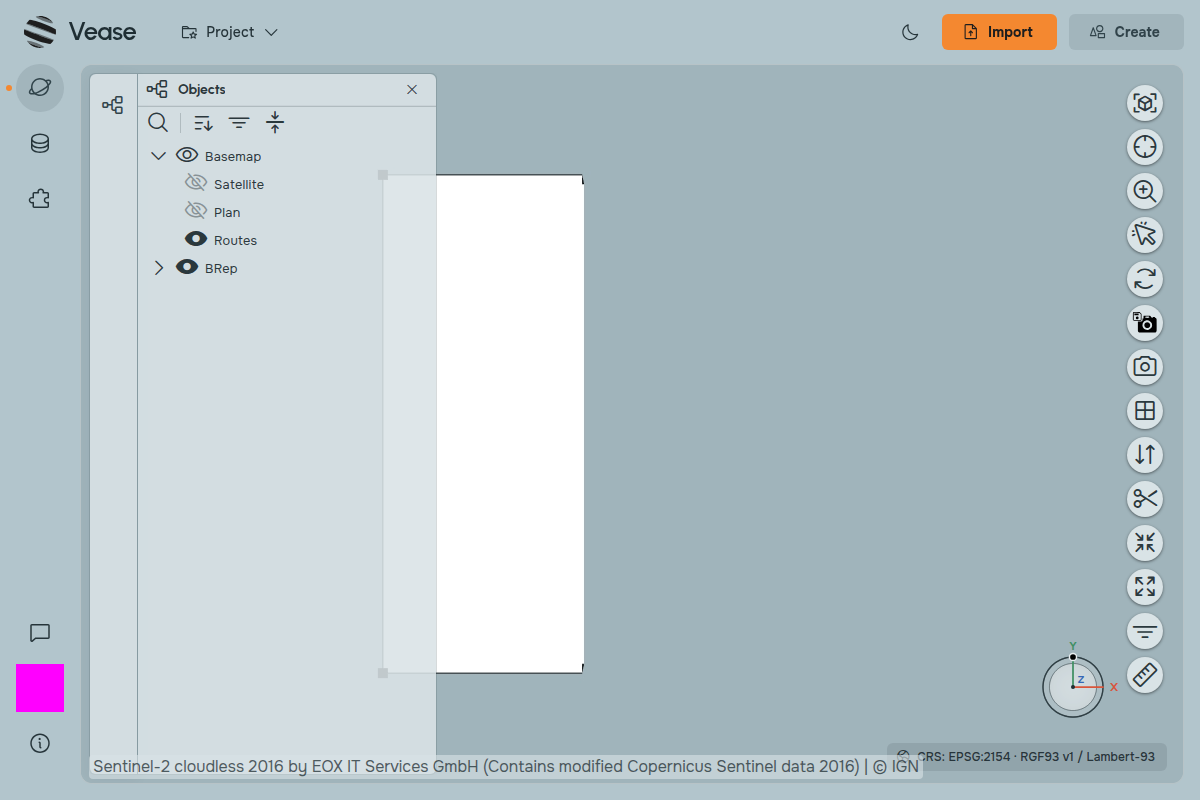 Vease
Project
Import
Create
Objects
Basemap
Satellite
Plan
Routes
BRep
Y
Z
X
CRS: EPSG:2154 · RGF93 v1 / Lambert-93
Sentinel-2 cloudless 2016 by EOX IT Services GmbH (Contains modified Copernicus Sentinel data 2016) | © IGN